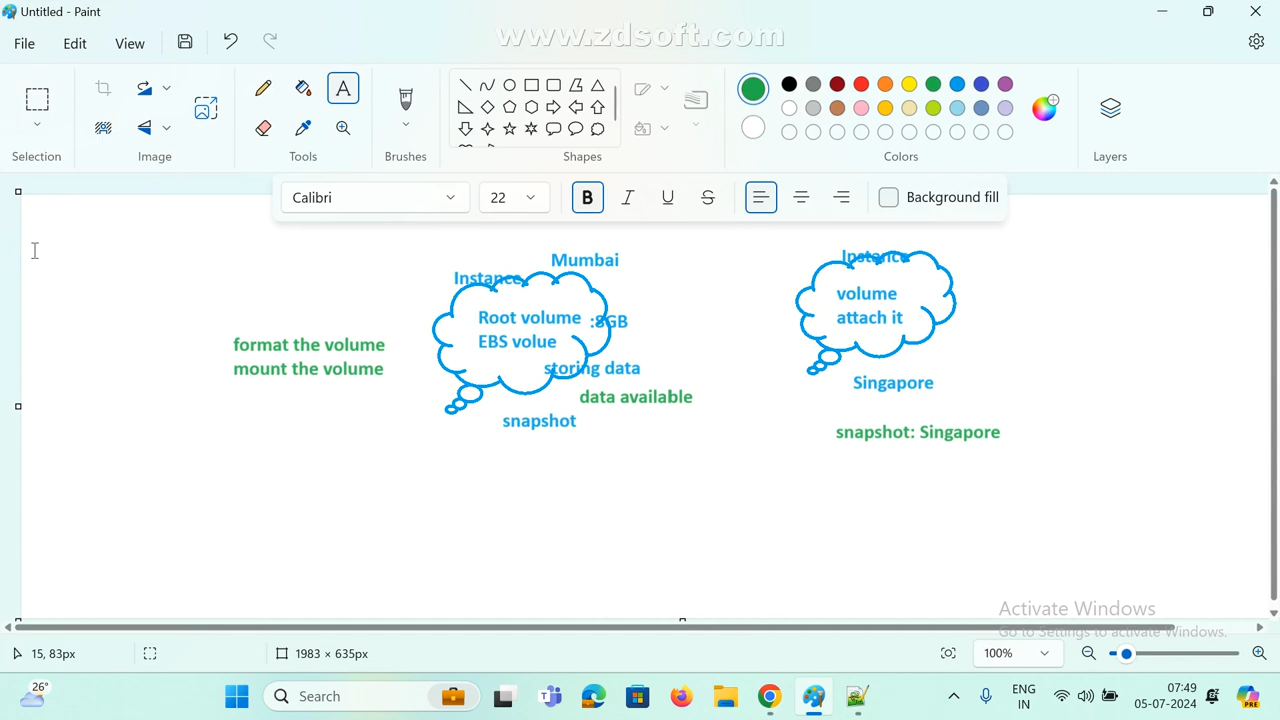 Untitled - Paint
www.zdsoft.com
File
Edit
View
Selection
Image
Tools
Brushes
Shapes
Colors
Layers
Calibri
22
B
I
U
S
Background fill
Mumbai
Instance
Root volume :8GB
EBS volue
storing data
data available
snapshot
format the volume
mount the volume
Instance
volume
attach it
Singapore
snapshot: Singapore
Activate Windows
Go to Settings to activate Windows.
15, 83px
1983 × 635px
100%
26°
Search
PRE
ENG
IN
07:49
05-07-2024